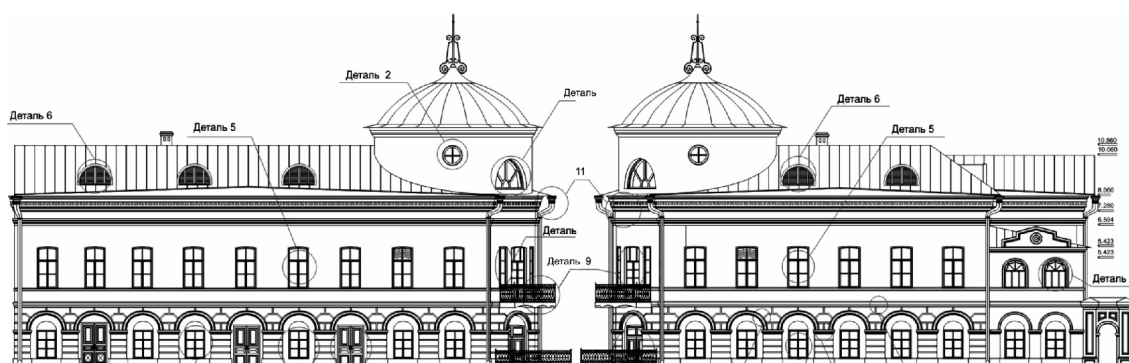 Деталь 2
Деталь
Деталь 6
Деталь 5
11
Деталь
Деталь 9
Деталь 6
Деталь 5
10.560
10.060
8.060
7.280
6.594
5.423
5.423
Деталь